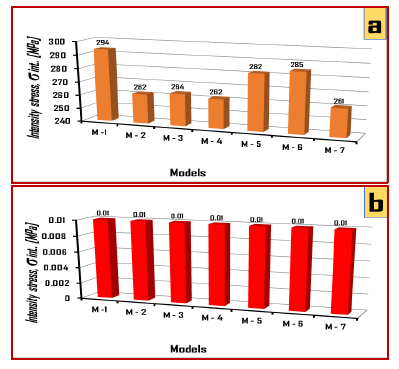 a
Intensity stress, σ int. [MPa]
300
290
280
270
260
250
240
294
262
264
262
282
285
261
M -1
M - 2
M - 3
M - 4
M - 5
M - 6
M - 7
Models
b
Intensity stress, σ int. [MPa]
0.01
0.008
0.006
0.004
0.002
0
0.01
0.01
0.01
0.01
0.01
0.01
0.01
M -1
M - 2
M - 3
M - 4
M - 5
M - 6
M - 7
Models